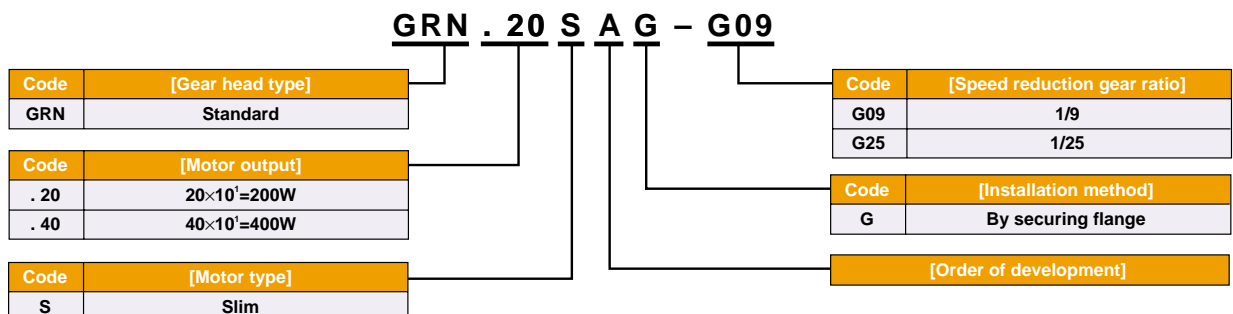 GRN . 20 S A G – G09
Code [Gear head type]
GRN Standard
Code [Motor output]
. 20 20×10¹=200W
. 40 40×10¹=400W
Code [Motor type]
S Slim
Code [Speed reduction gear ratio]
G09 1/9
G25 1/25
Code [Installation method]
G By securing flange
[Order of development]